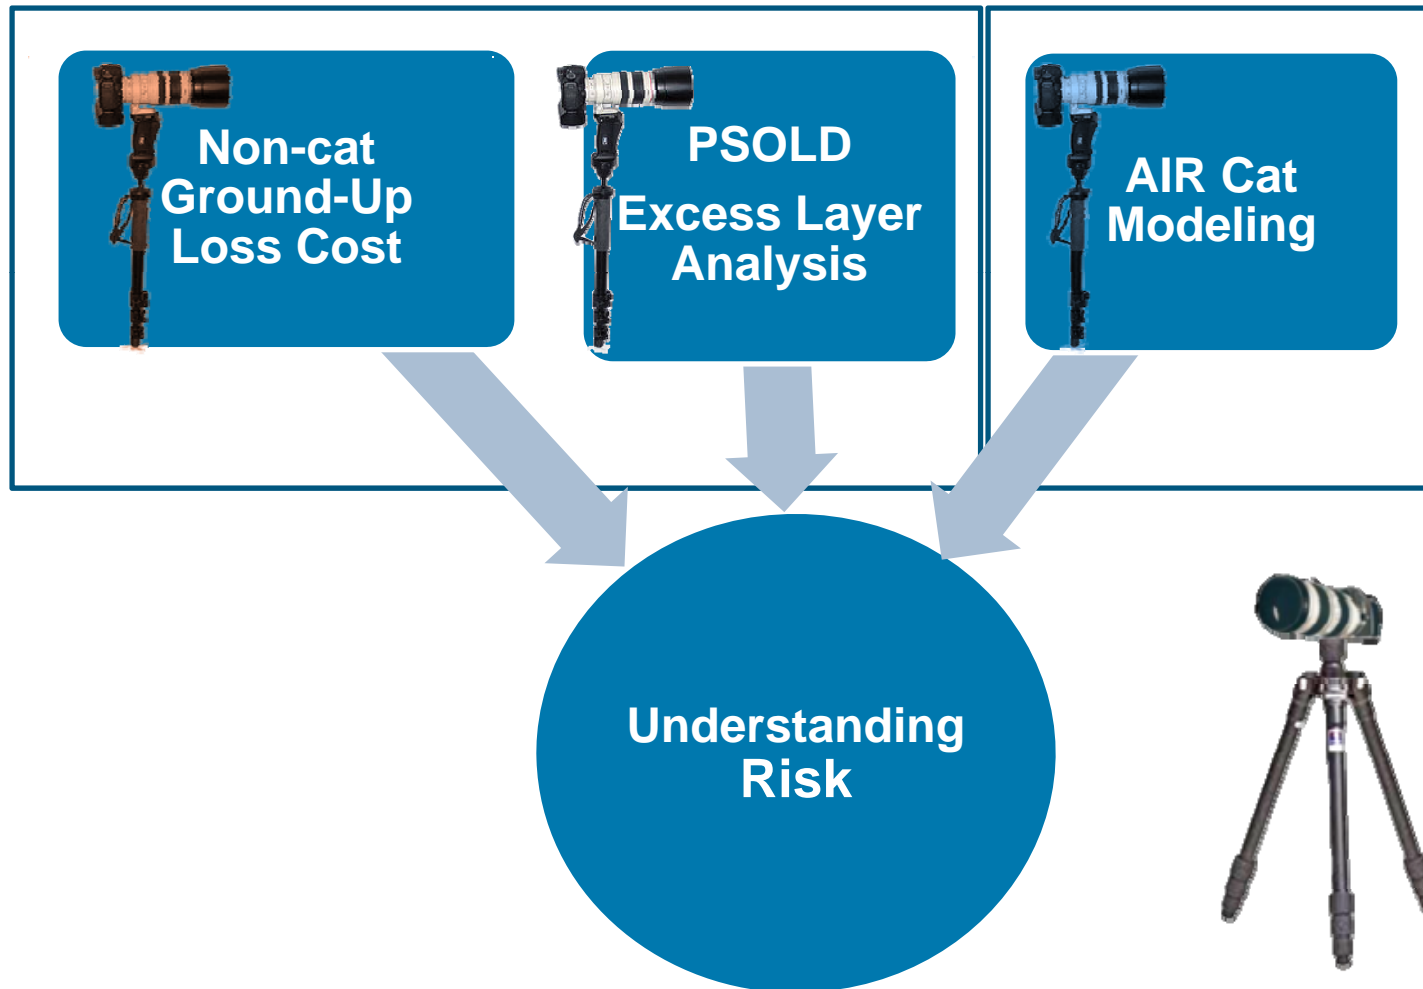 Non-cat
Ground-Up
Loss Cost
PSOLD
Excess Layer
Analysis
AIR Cat
Modeling
Understanding
Risk